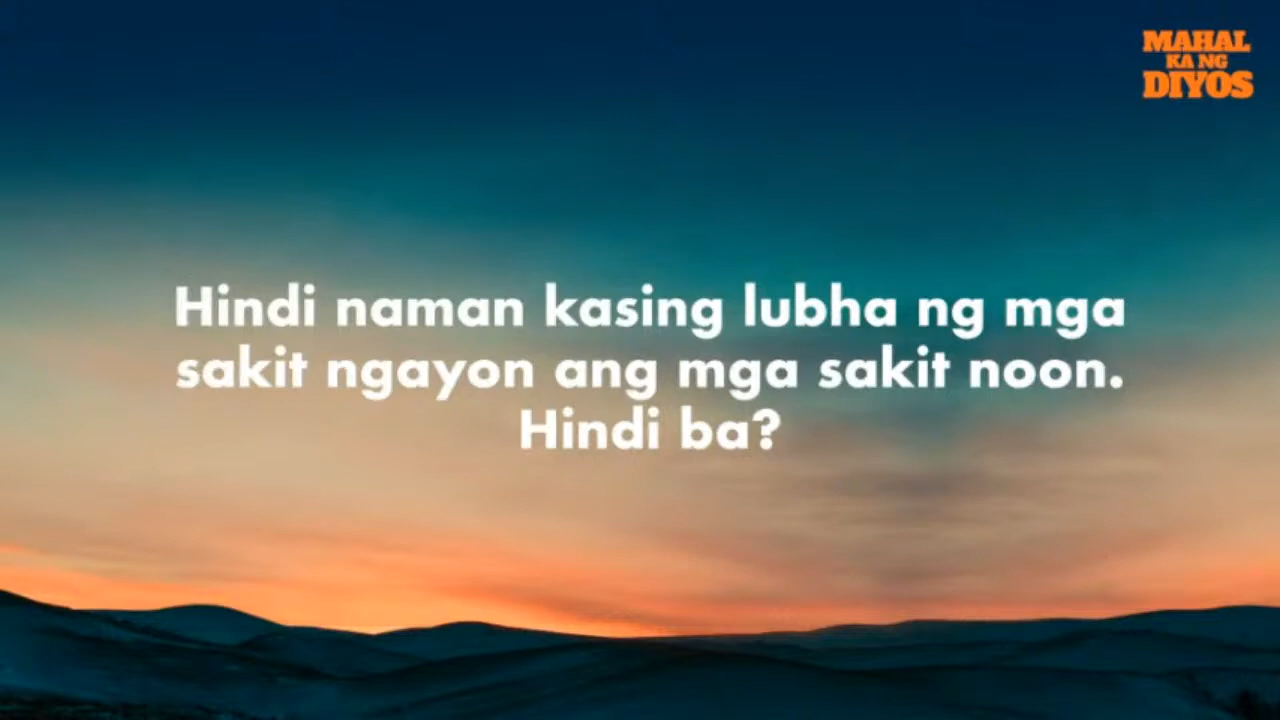 MAHAL
KA NG
DIYOS
Hindi naman kasing lubha ng mga
sakit ngayon ang mga sakit noon.
Hindi ba?